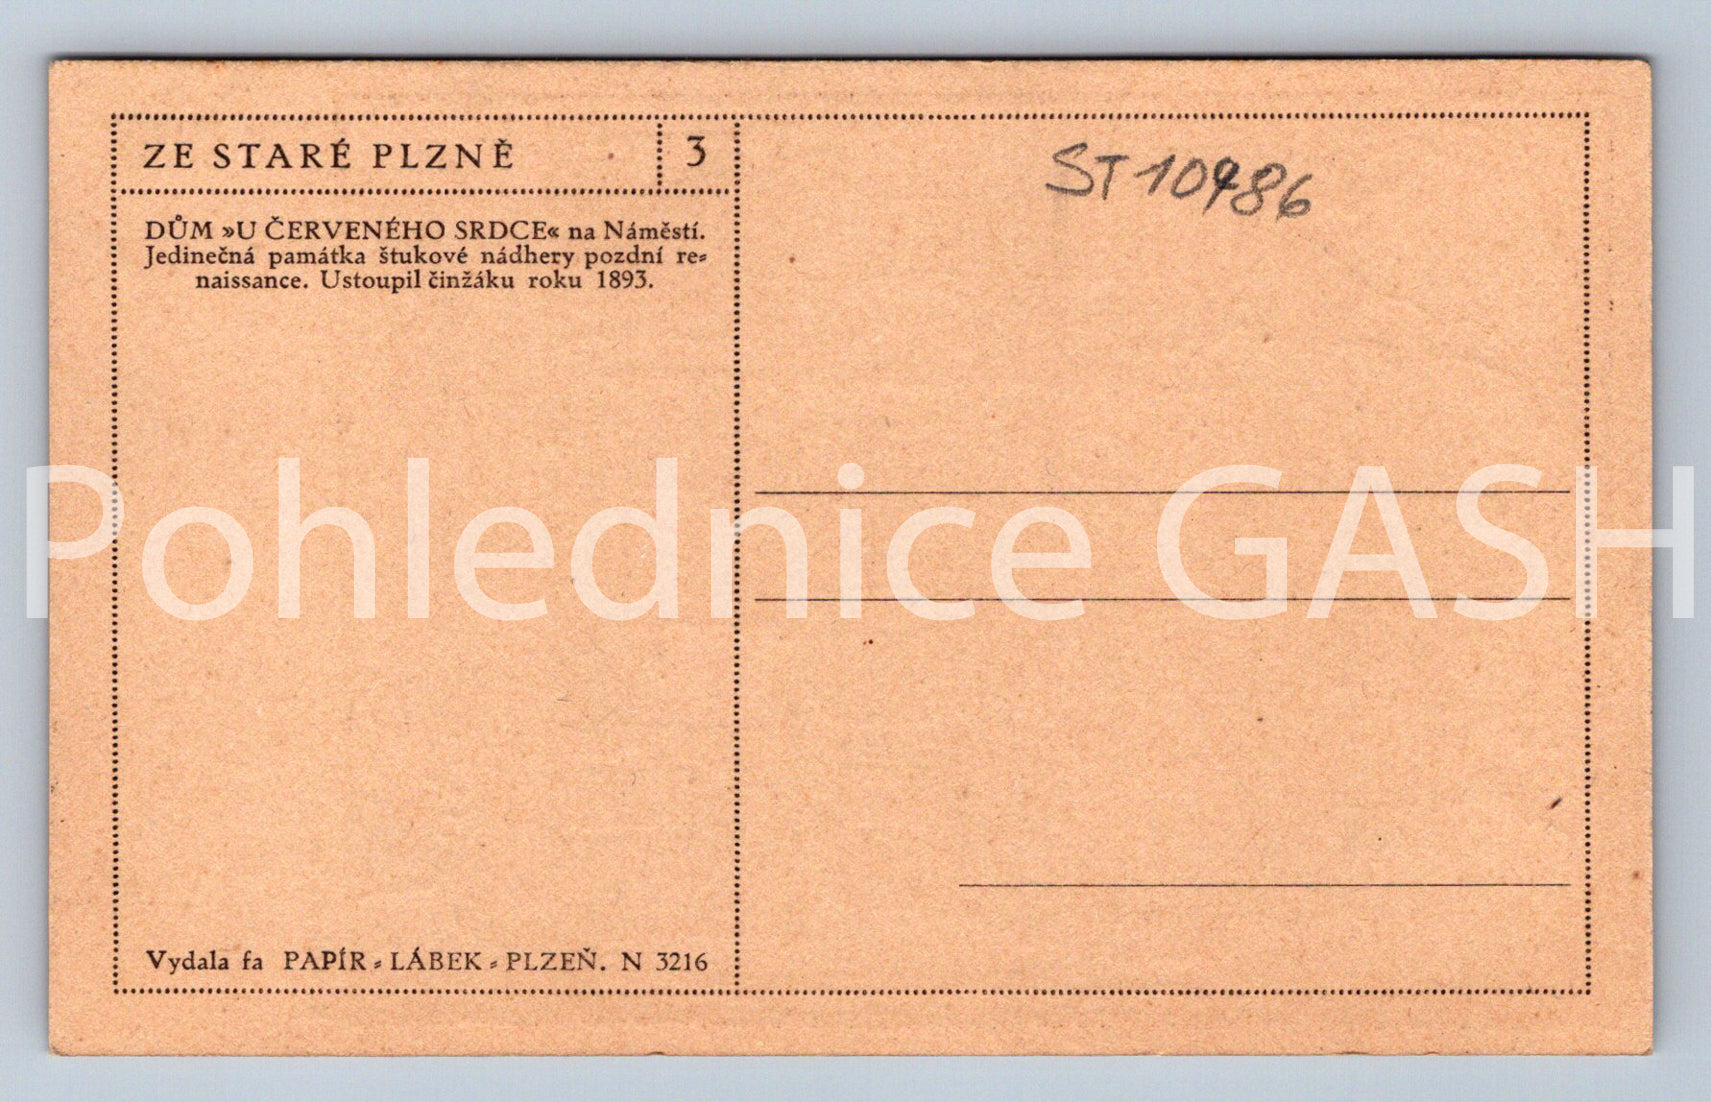 ZE STARÉ PLZNĚ 3
DŮM »U ČERVENÉHO SRDCE« na Náměstí.
Jedinečná památka štukové nádhery pozdní re-
naissance. Ustoupil činžáku roku 1893.
Vydala fa PAPÍR - LÁBEK - PLZEŇ. N 3216
ST 10986
Pohlednice GASH